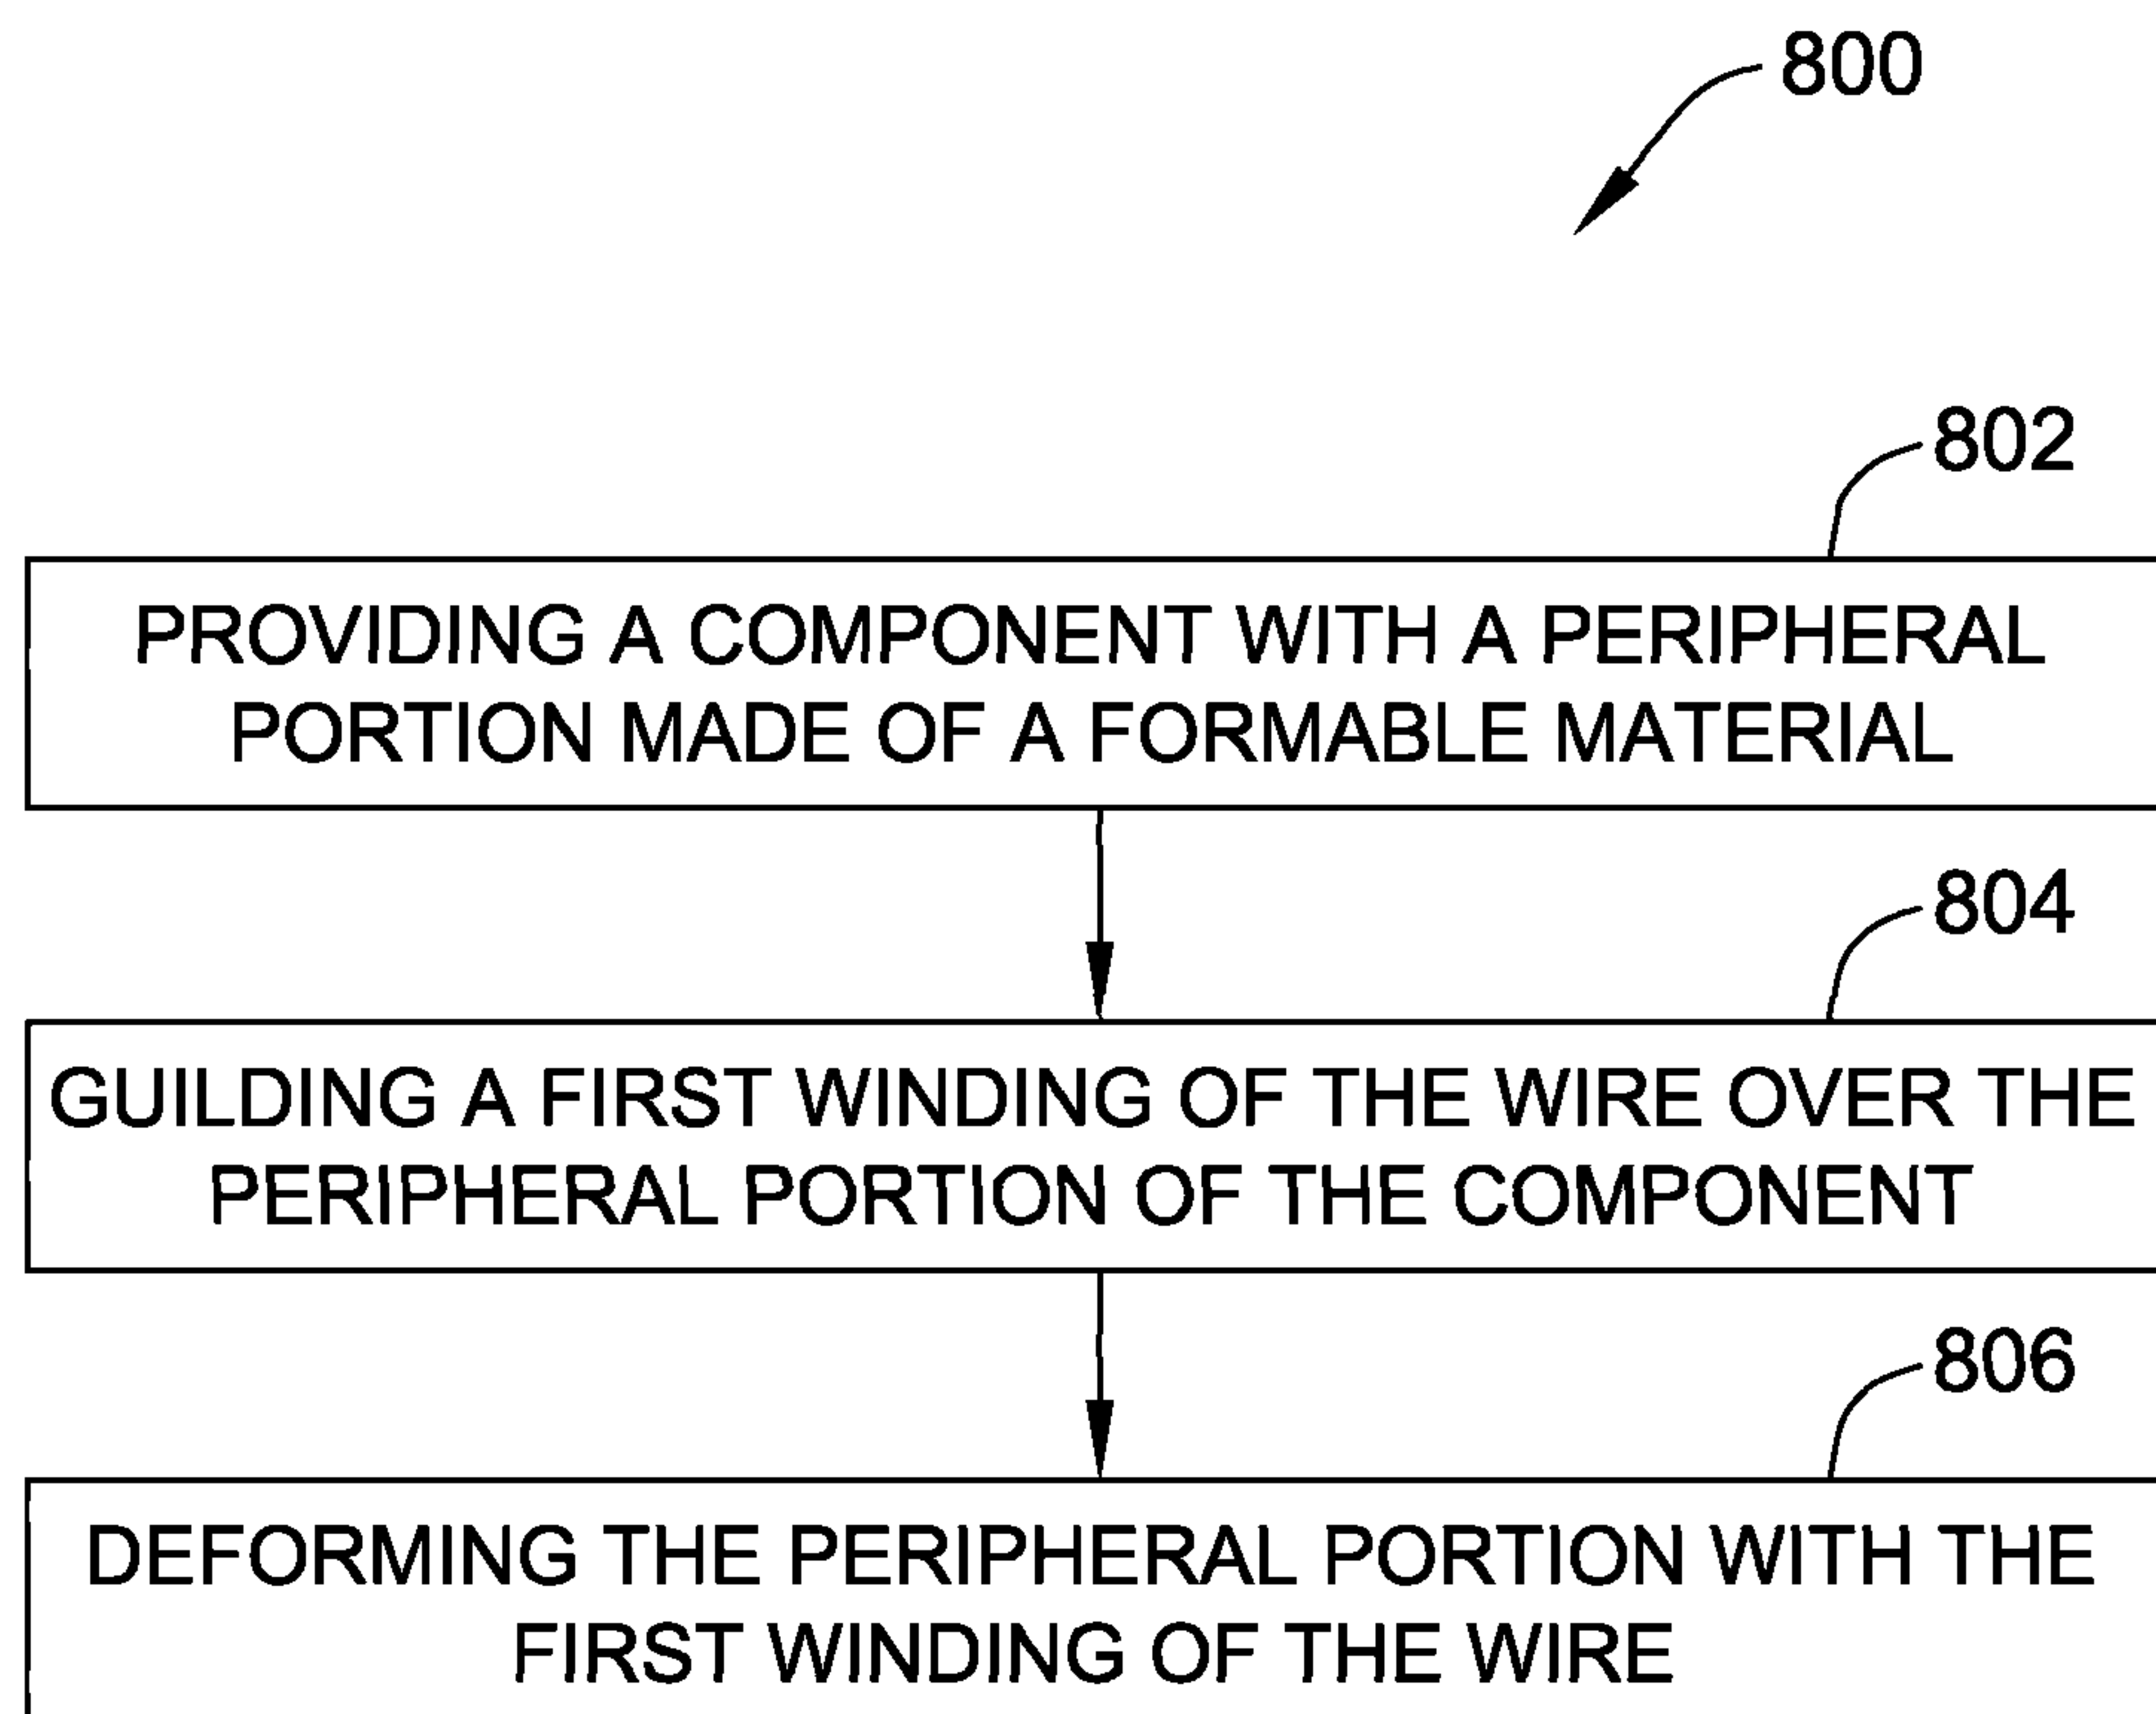 800
802
PROVIDING A COMPONENT WITH A PERIPHERAL
PORTION MADE OF A FORMABLE MATERIAL
804
GUILDING A FIRST WINDING OF THE WIRE OVER THE
PERIPHERAL PORTION OF THE COMPONENT
806
DEFORMING THE PERIPHERAL PORTION WITH THE
FIRST WINDING OF THE WIRE